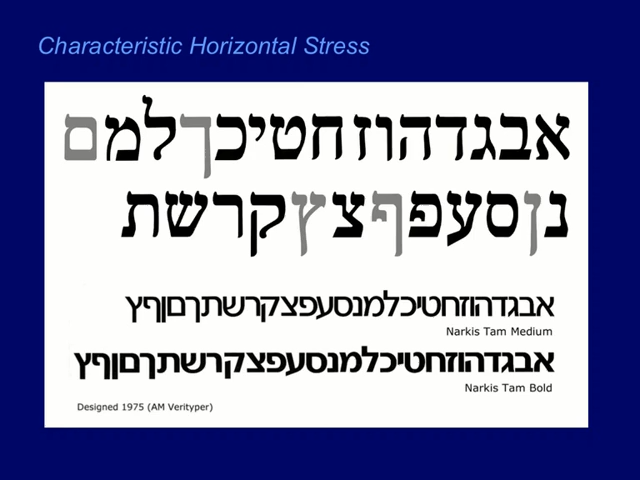 Characteristic Horizontal Stress
אבגדהוזחטיכךלמם
נןסעפףצץקרשת
אבגדהוזחטיכלמנסעפצקרשתךםןףץ
Narkis Tam Medium
אבגדהוזחטיכלמנסעפצקרשתךםןףץ
Narkis Tam Bold
Designed 1975 (AM Verityper)